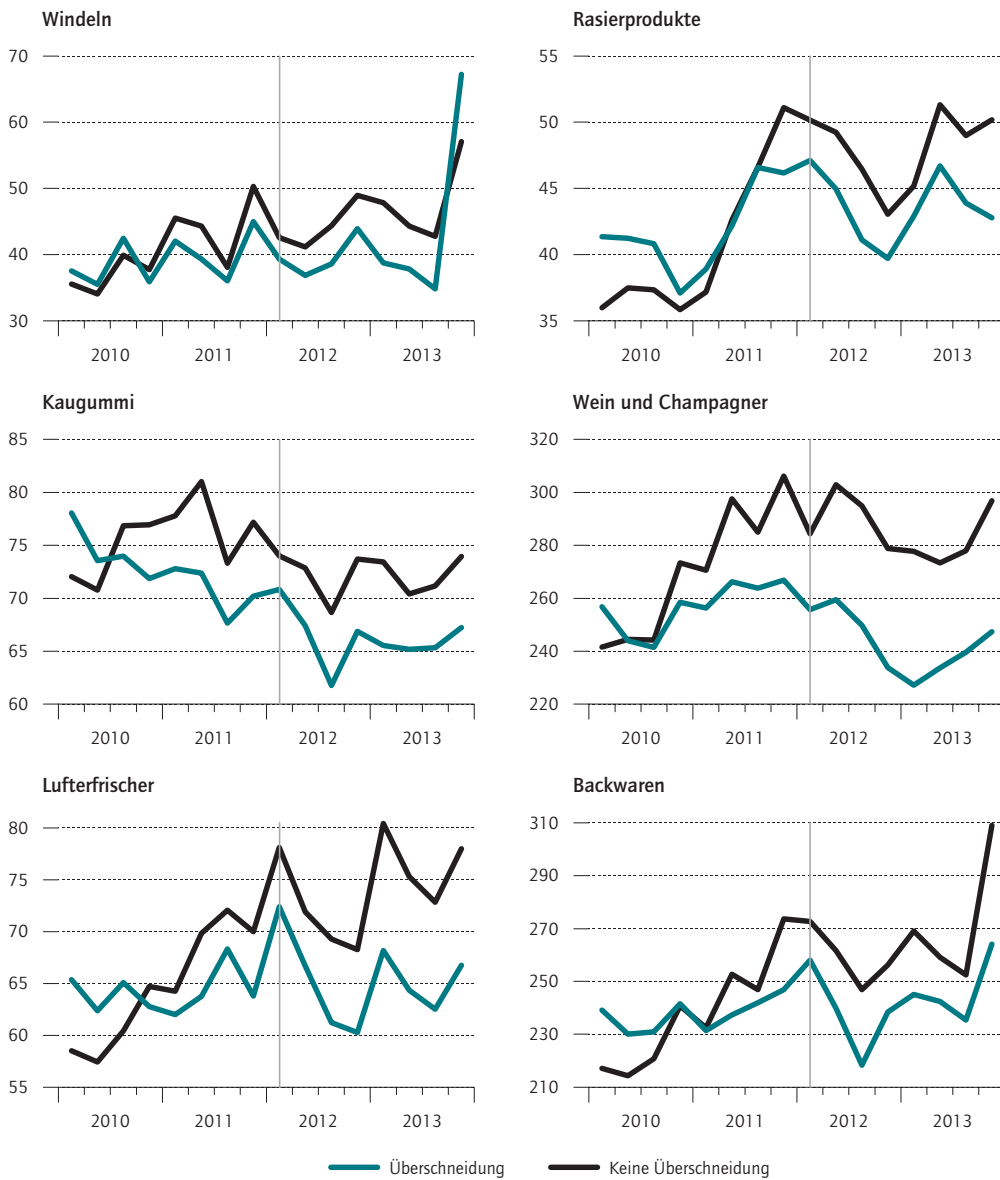 Windeln
70
60
50
40
30
2010 2011 2012 2013
Rasierprodukte
55
50
45
40
35
2010 2011 2012 2013
Kaugummi
85
80
75
70
65
60
2010 2011 2012 2013
Wein und Champagner
320
300
280
260
240
220
2010 2011 2012 2013
Lufterfrischer
80
75
70
65
60
55
2010 2011 2012 2013
Backwaren
310
290
270
250
230
210
2010 2011 2012 2013
Überschneidung Keine Überschneidung